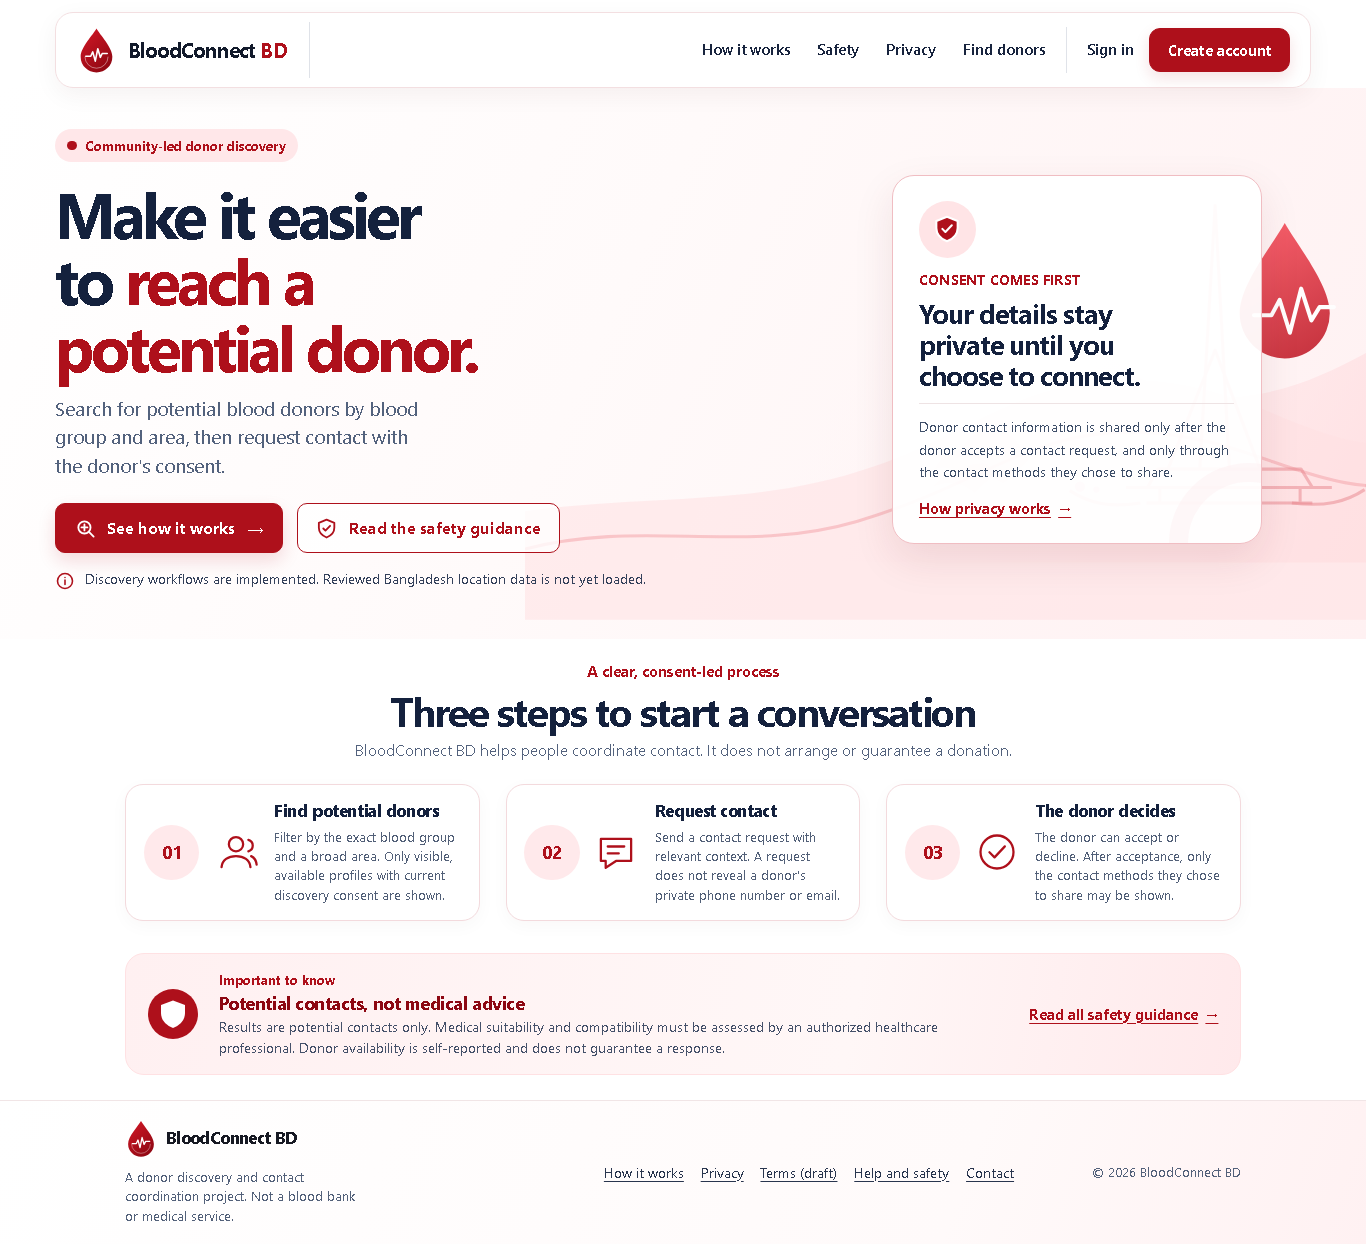 BloodConnect BD
How it works
Safety
Privacy
Find donors
Sign in
Create account
Community-led donor discovery
Make it easier
to reach a
potential donor.
Search for potential blood donors by blood
group and area, then request contact with
the donor's consent.
See how it works →
Read the safety guidance
Discovery workflows are implemented. Reviewed Bangladesh location data is not yet loaded.
CONSENT COMES FIRST
Your details stay
private until you
choose to connect.
Donor contact information is shared only after the
donor accepts a contact request, and only through
the contact methods they chose to share.
How privacy works →
A clear, consent-led process
Three steps to start a conversation
BloodConnect BD helps people coordinate contact. It does not arrange or guarantee a donation.
01
Find potential donors
Filter by the exact blood group
and a broad area. Only visible,
available profiles with current
discovery consent are shown.
02
Request contact
Send a contact request with
relevant context. A request
does not reveal a donor's
private phone number or email.
03
The donor decides
The donor can accept or
decline. After acceptance, only
the contact methods they chose
to share may be shown.
Important to know
Potential contacts, not medical advice
Results are potential contacts only. Medical suitability and compatibility must be assessed by an authorized healthcare
professional. Donor availability is self-reported and does not guarantee a response.
Read all safety guidance →
BloodConnect BD
A donor discovery and contact
coordination project. Not a blood bank
or medical service.
How it works
Privacy
Terms (draft)
Help and safety
Contact
© 2026 BloodConnect BD